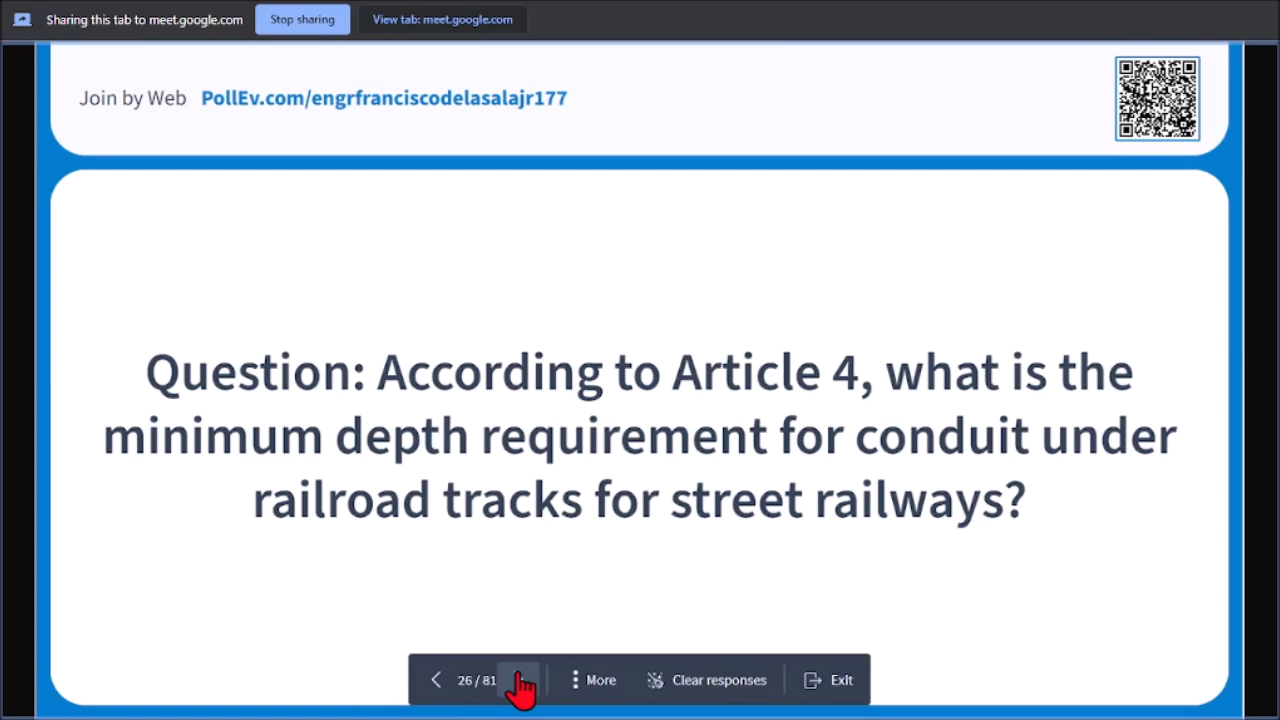 Sharing this tab to meet.google.com Stop sharing View tab: meet.google.com
Join by Web PollEv.com/engrfranciscodelasalajr177
Question: According to Article 4, what is the
minimum depth requirement for conduit under
railroad tracks for street railways?
26 / 81 More Clear responses Exit